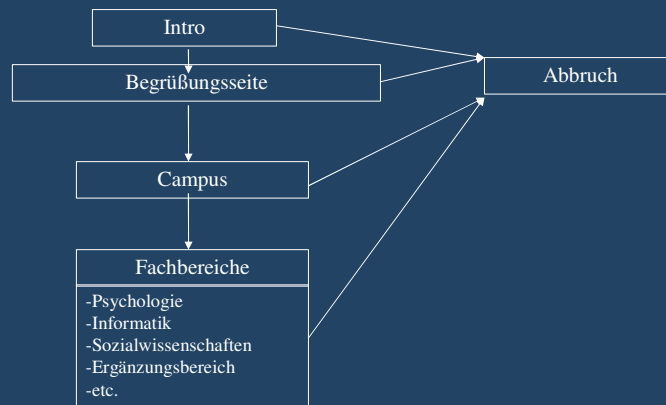 Intro
Begrüßungsseite
Abbruch
Campus
Fachbereiche
-Psychologie
-Informatik
-Sozialwissenschaften
-Ergänzungsbereich
-etc.